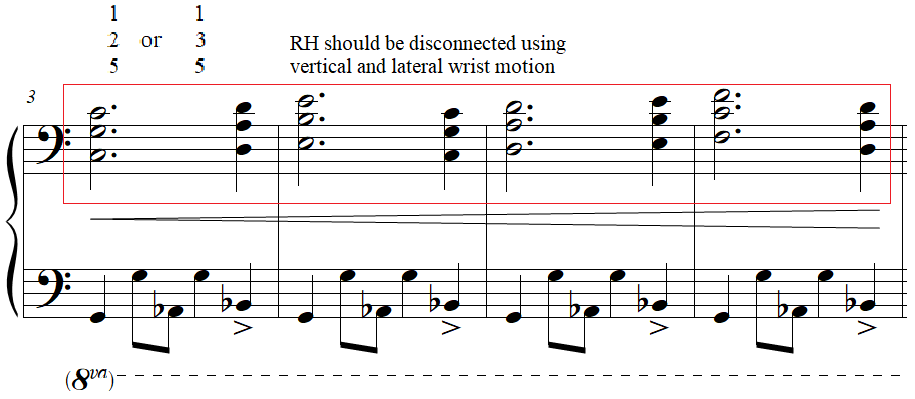 1 1
2 or 3
5 5
RH should be disconnected using
vertical and lateral wrist motion
3
(8va)